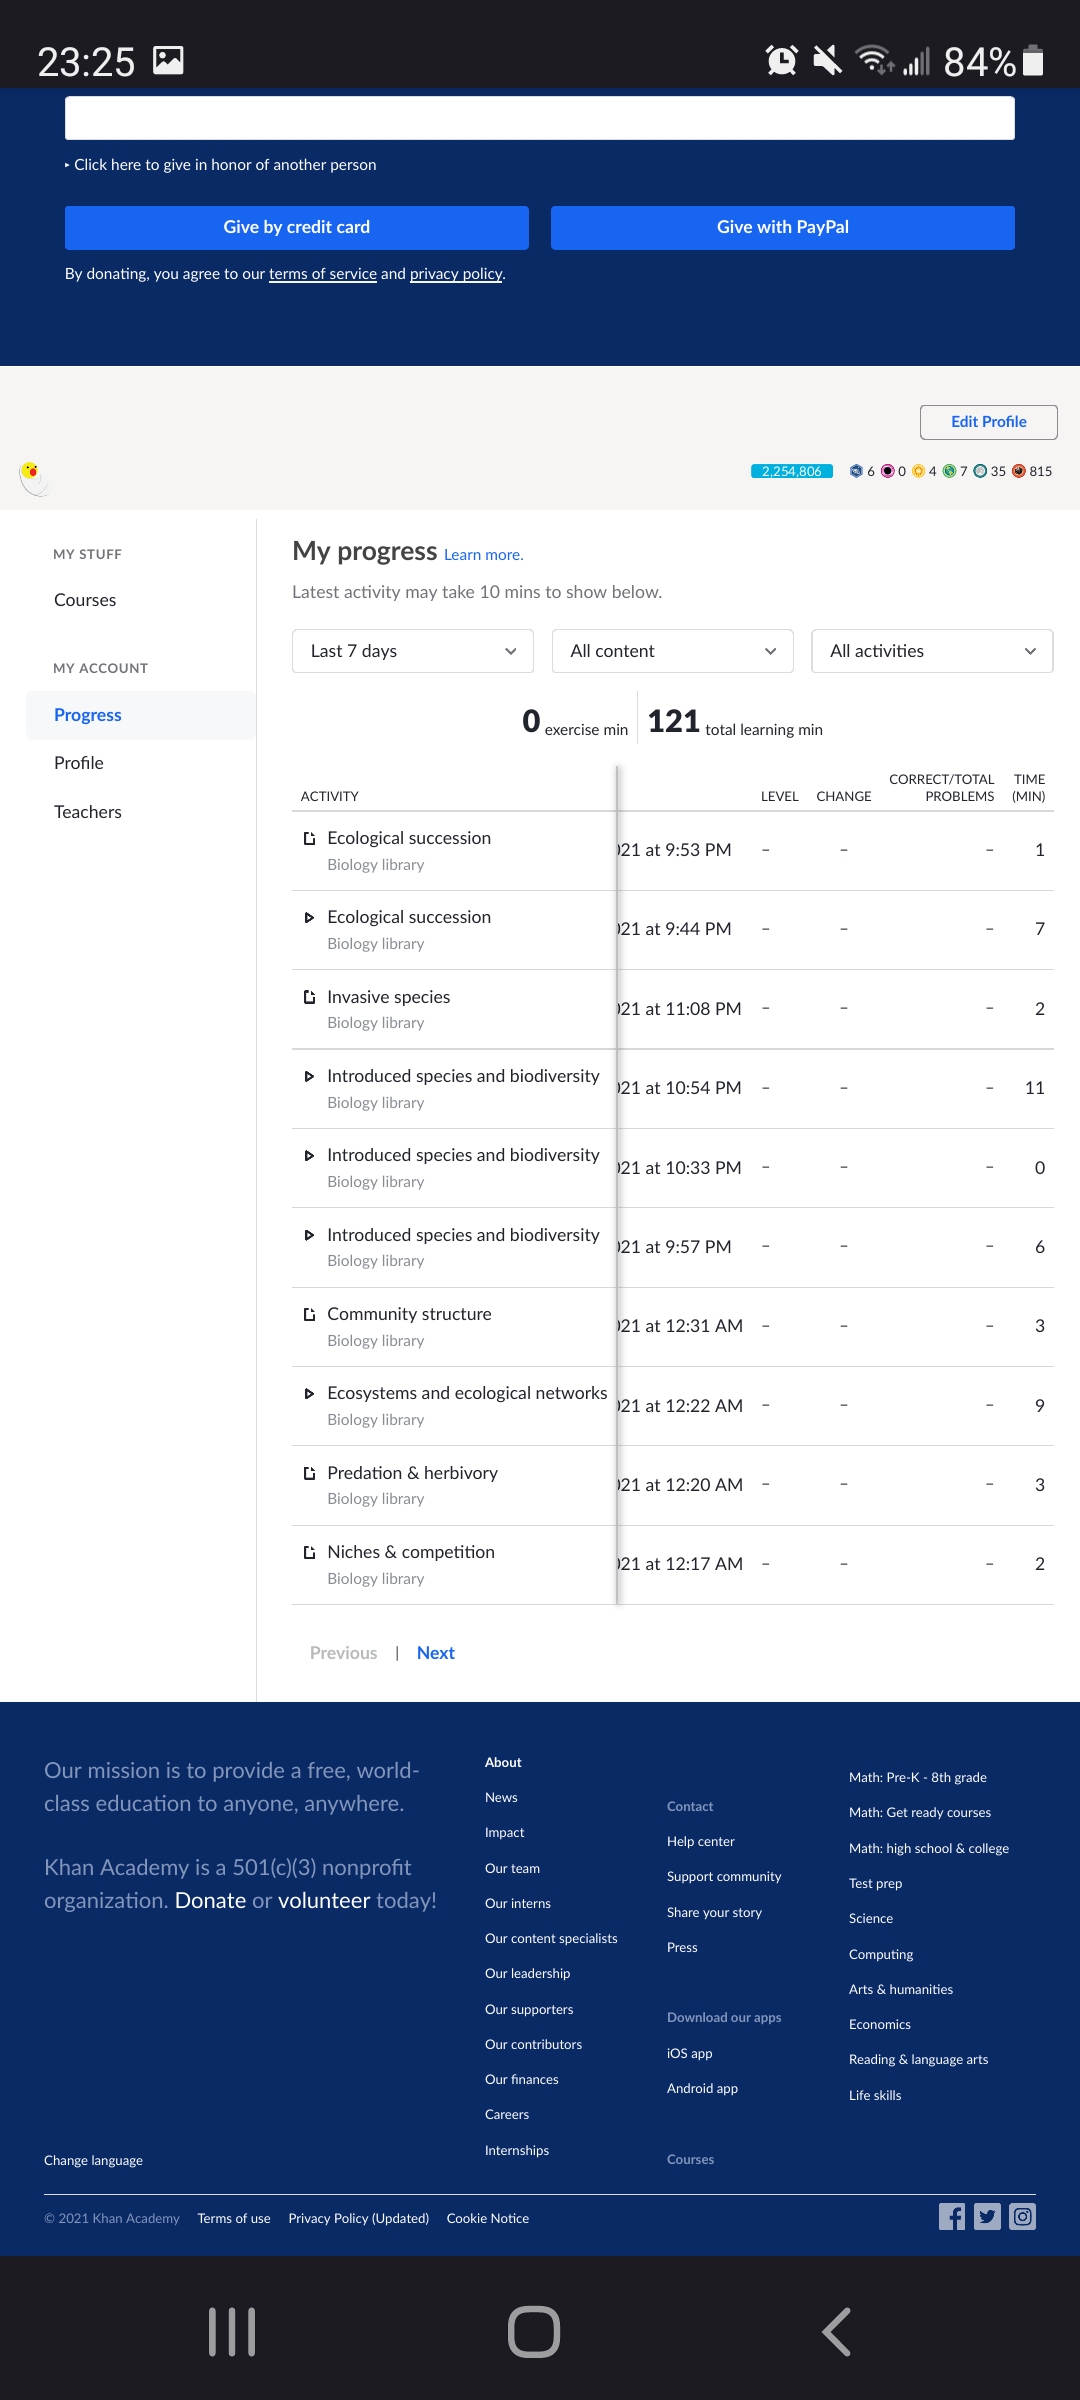 23:25 84%
‣ Click here to give in honor of another person
Give by credit card Give with PayPal
By donating, you agree to our terms of service and privacy policy.
Edit Profile
2,254,806 6 0 4 7 35 815
MY STUFF
Courses
MY ACCOUNT
Progress
Profile
Teachers
My progress Learn more.
Latest activity may take 10 mins to show below.
Last 7 days All content All activities
0 exercise min 121 total learning min
ACTIVITY LEVEL CHANGE CORRECT/TOTAL PROBLEMS TIME (MIN)
Ecological succession
Biology library
021 at 9:53 PM – – – 1
Ecological succession
Biology library
021 at 9:44 PM – – – 7
Invasive species
Biology library
021 at 11:08 PM – – – 2
Introduced species and biodiversity
Biology library
021 at 10:54 PM – – – 11
Introduced species and biodiversity
Biology library
021 at 10:33 PM – – – 0
Introduced species and biodiversity
Biology library
021 at 9:57 PM – – – 6
Community structure
Biology library
021 at 12:31 AM – – – 3
Ecosystems and ecological networks
Biology library
021 at 12:22 AM – – – 9
Predation & herbivory
Biology library
021 at 12:20 AM – – – 3
Niches & competition
Biology library
021 at 12:17 AM – – – 2
Previous | Next
Our mission is to provide a free, world-
class education to anyone, anywhere.
Khan Academy is a 501(c)(3) nonprofit
organization. Donate or volunteer today!
Change language
About
News
Impact
Our team
Our interns
Our content specialists
Our leadership
Our supporters
Our contributors
Our finances
Careers
Internships
Contact
Help center
Support community
Share your story
Press
Download our apps
iOS app
Android app
Courses
Math: Pre-K - 8th grade
Math: Get ready courses
Math: high school & college
Test prep
Science
Computing
Arts & humanities
Economics
Reading & language arts
Life skills
© 2021 Khan Academy Terms of use Privacy Policy (Updated) Cookie Notice